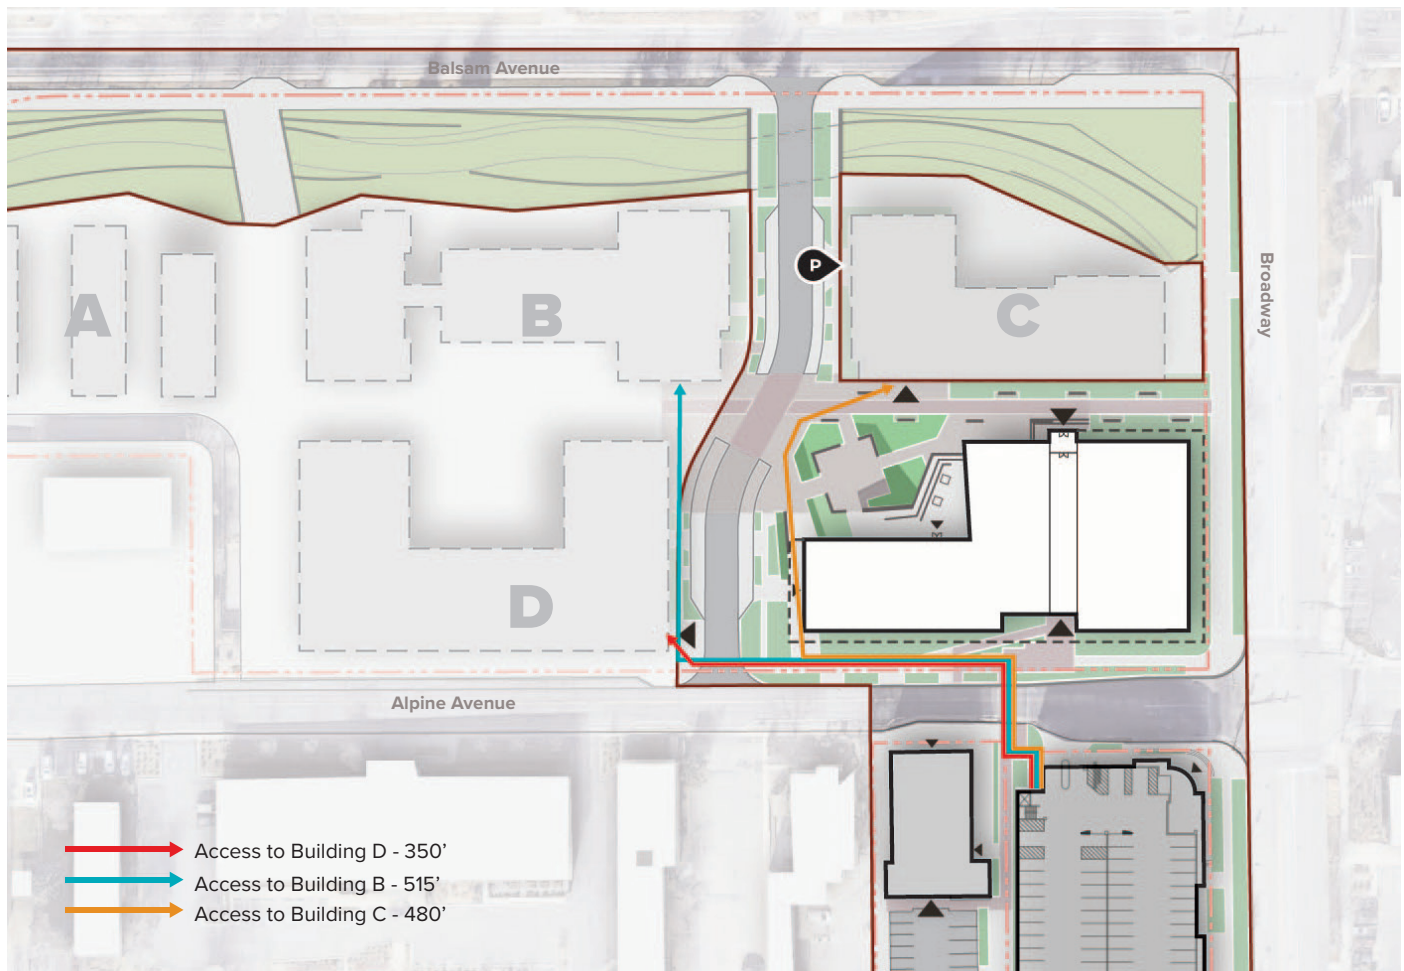 Balsam Avenue
Broadway
P
A
B
C
D
Alpine Avenue
Access to Building D - 350’
Access to Building B - 515’
Access to Building C - 480’